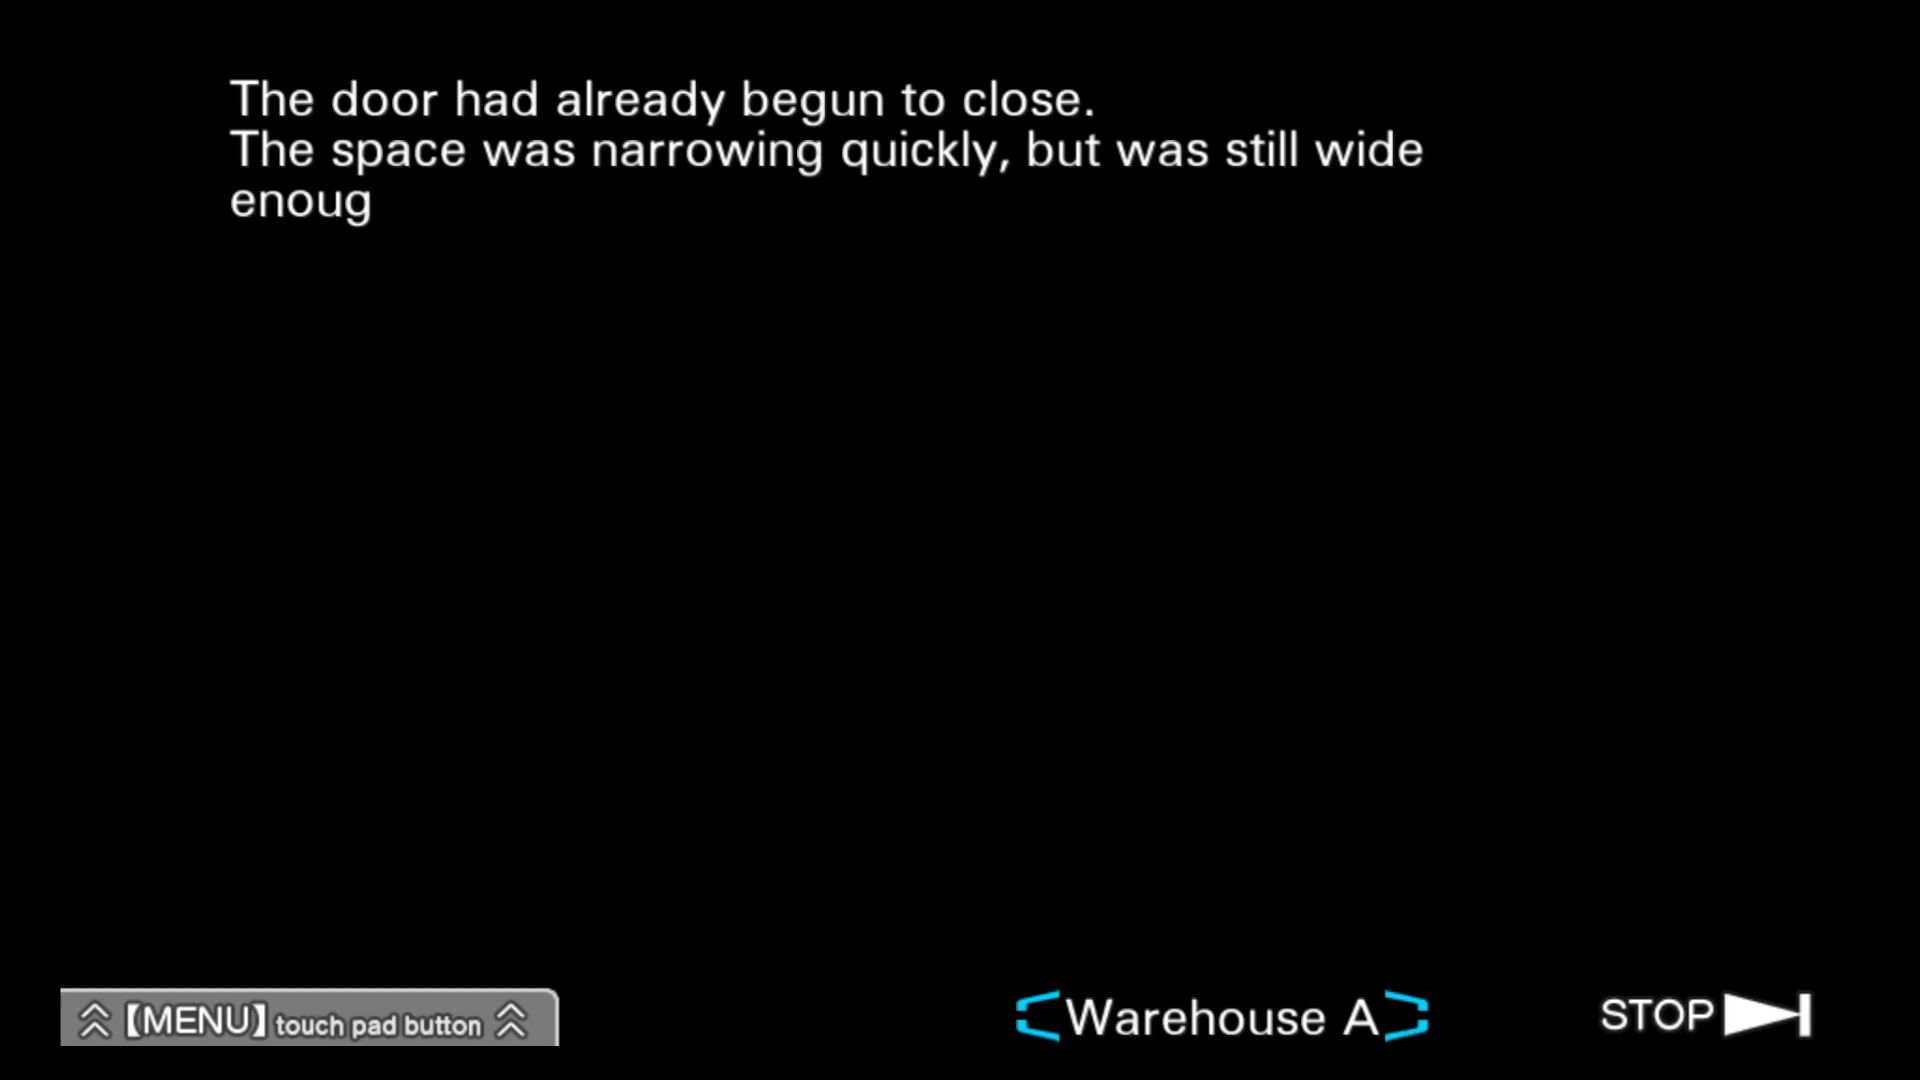 The door had already begun to close.
The space was narrowing quickly, but was still wide
enoug
【MENU】touch pad button
Warehouse A
STOP